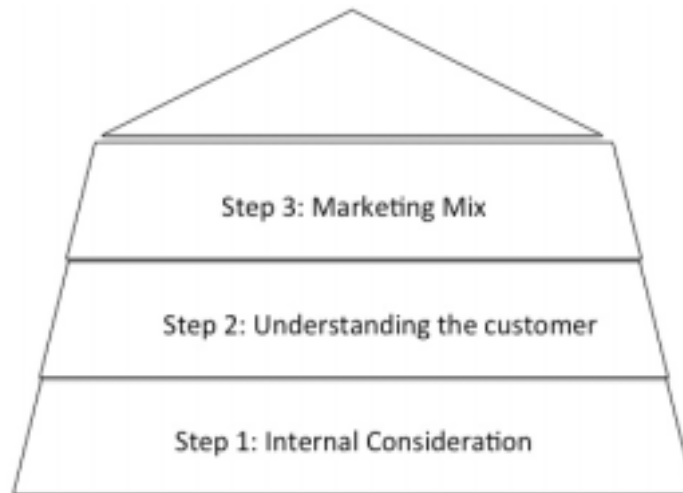 Step 3: Marketing Mix
Step 2: Understanding the customer
Step 1: Internal Consideration